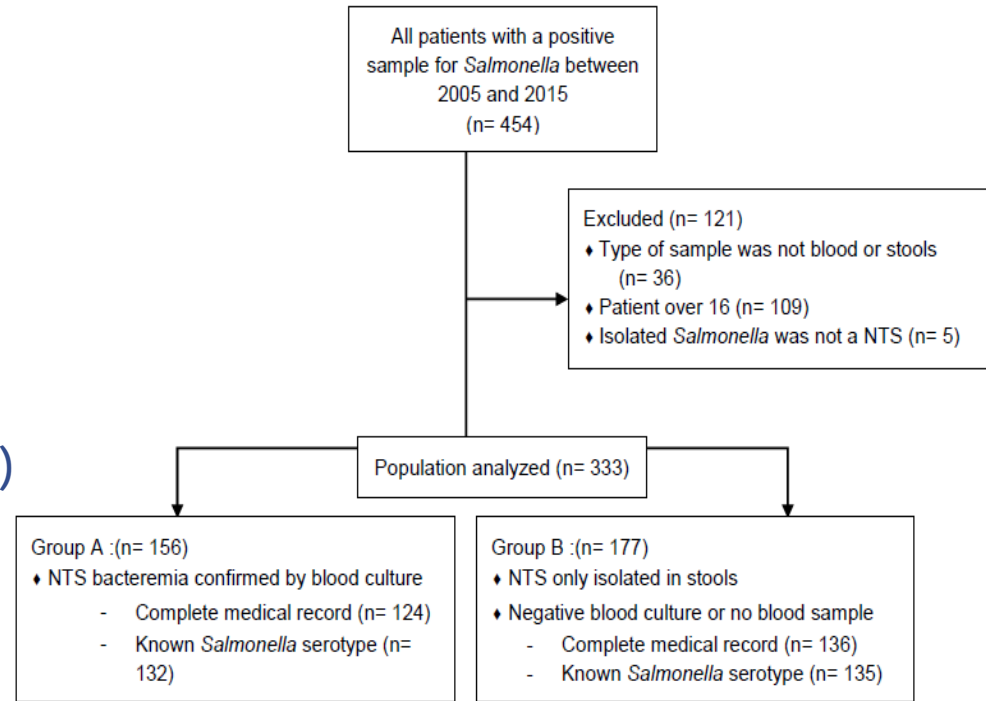 All patients with a positive
sample for Salmonella between
2005 and 2015
(n= 454)
Excluded (n= 121)
♦ Type of sample was not blood or stools
(n= 36)
♦ Patient over 16 (n= 109)
♦ Isolated Salmonella was not a NTS (n= 5)
)
Population analyzed (n= 333)
Group A :(n= 156)
♦ NTS bacteremia confirmed by blood culture
- Complete medical record (n= 124)
- Known Salmonella serotype (n=
132)
Group B :(n= 177)
♦ NTS only isolated in stools
♦ Negative blood culture or no blood sample
- Complete medical record (n= 136)
- Known Salmonella serotype (n= 135)